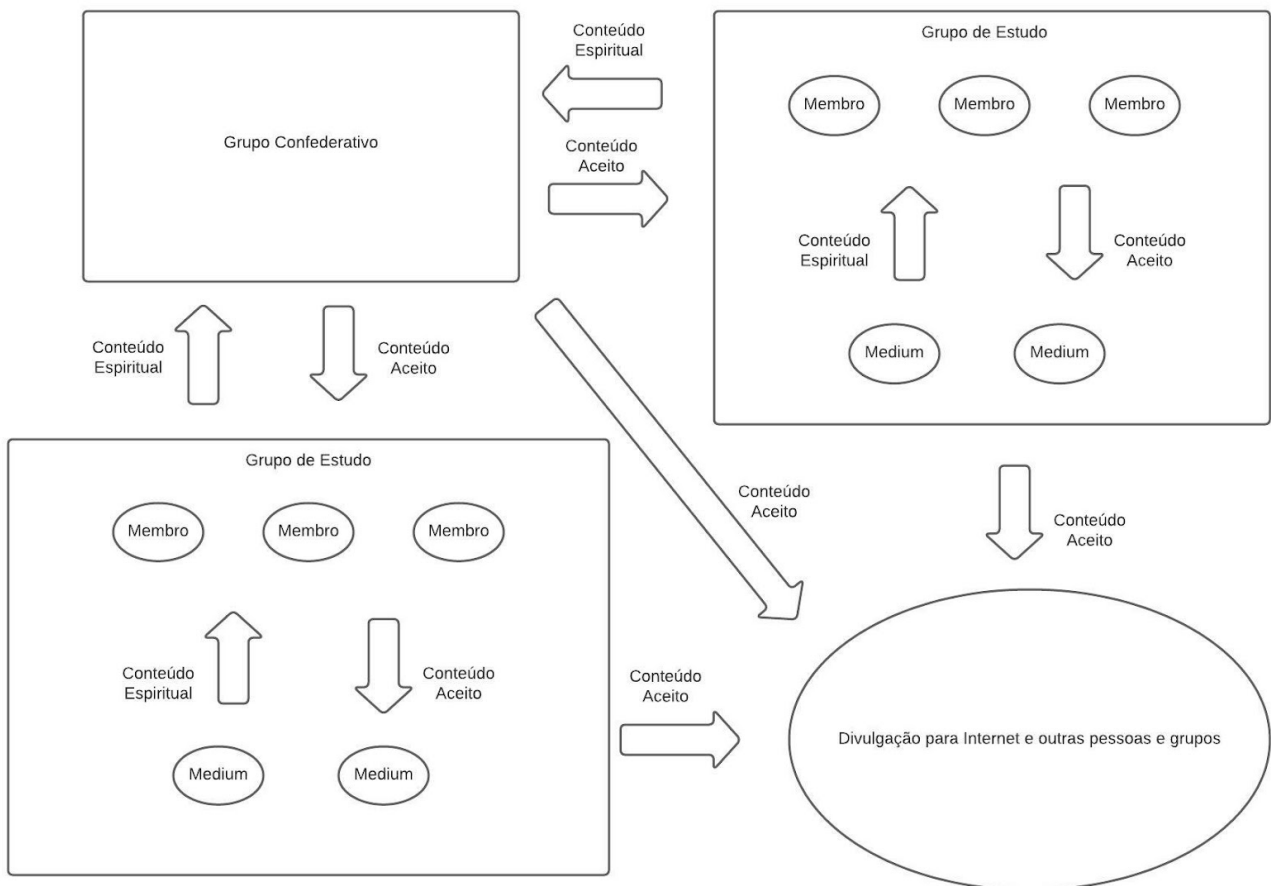 Grupo Confederativo
Conteúdo
Espiritual
Conteúdo
Aceito
Grupo de Estudo
Membro
Membro
Membro
Conteúdo
Espiritual
Conteúdo
Aceito
Medium
Medium
Conteúdo
Espiritual
Conteúdo
Aceito
Grupo de Estudo
Membro
Membro
Membro
Conteúdo
Espiritual
Conteúdo
Aceito
Medium
Medium
Conteúdo
Aceito
Conteúdo
Aceito
Conteúdo
Aceito
Divulgação para Internet e outras pessoas e grupos